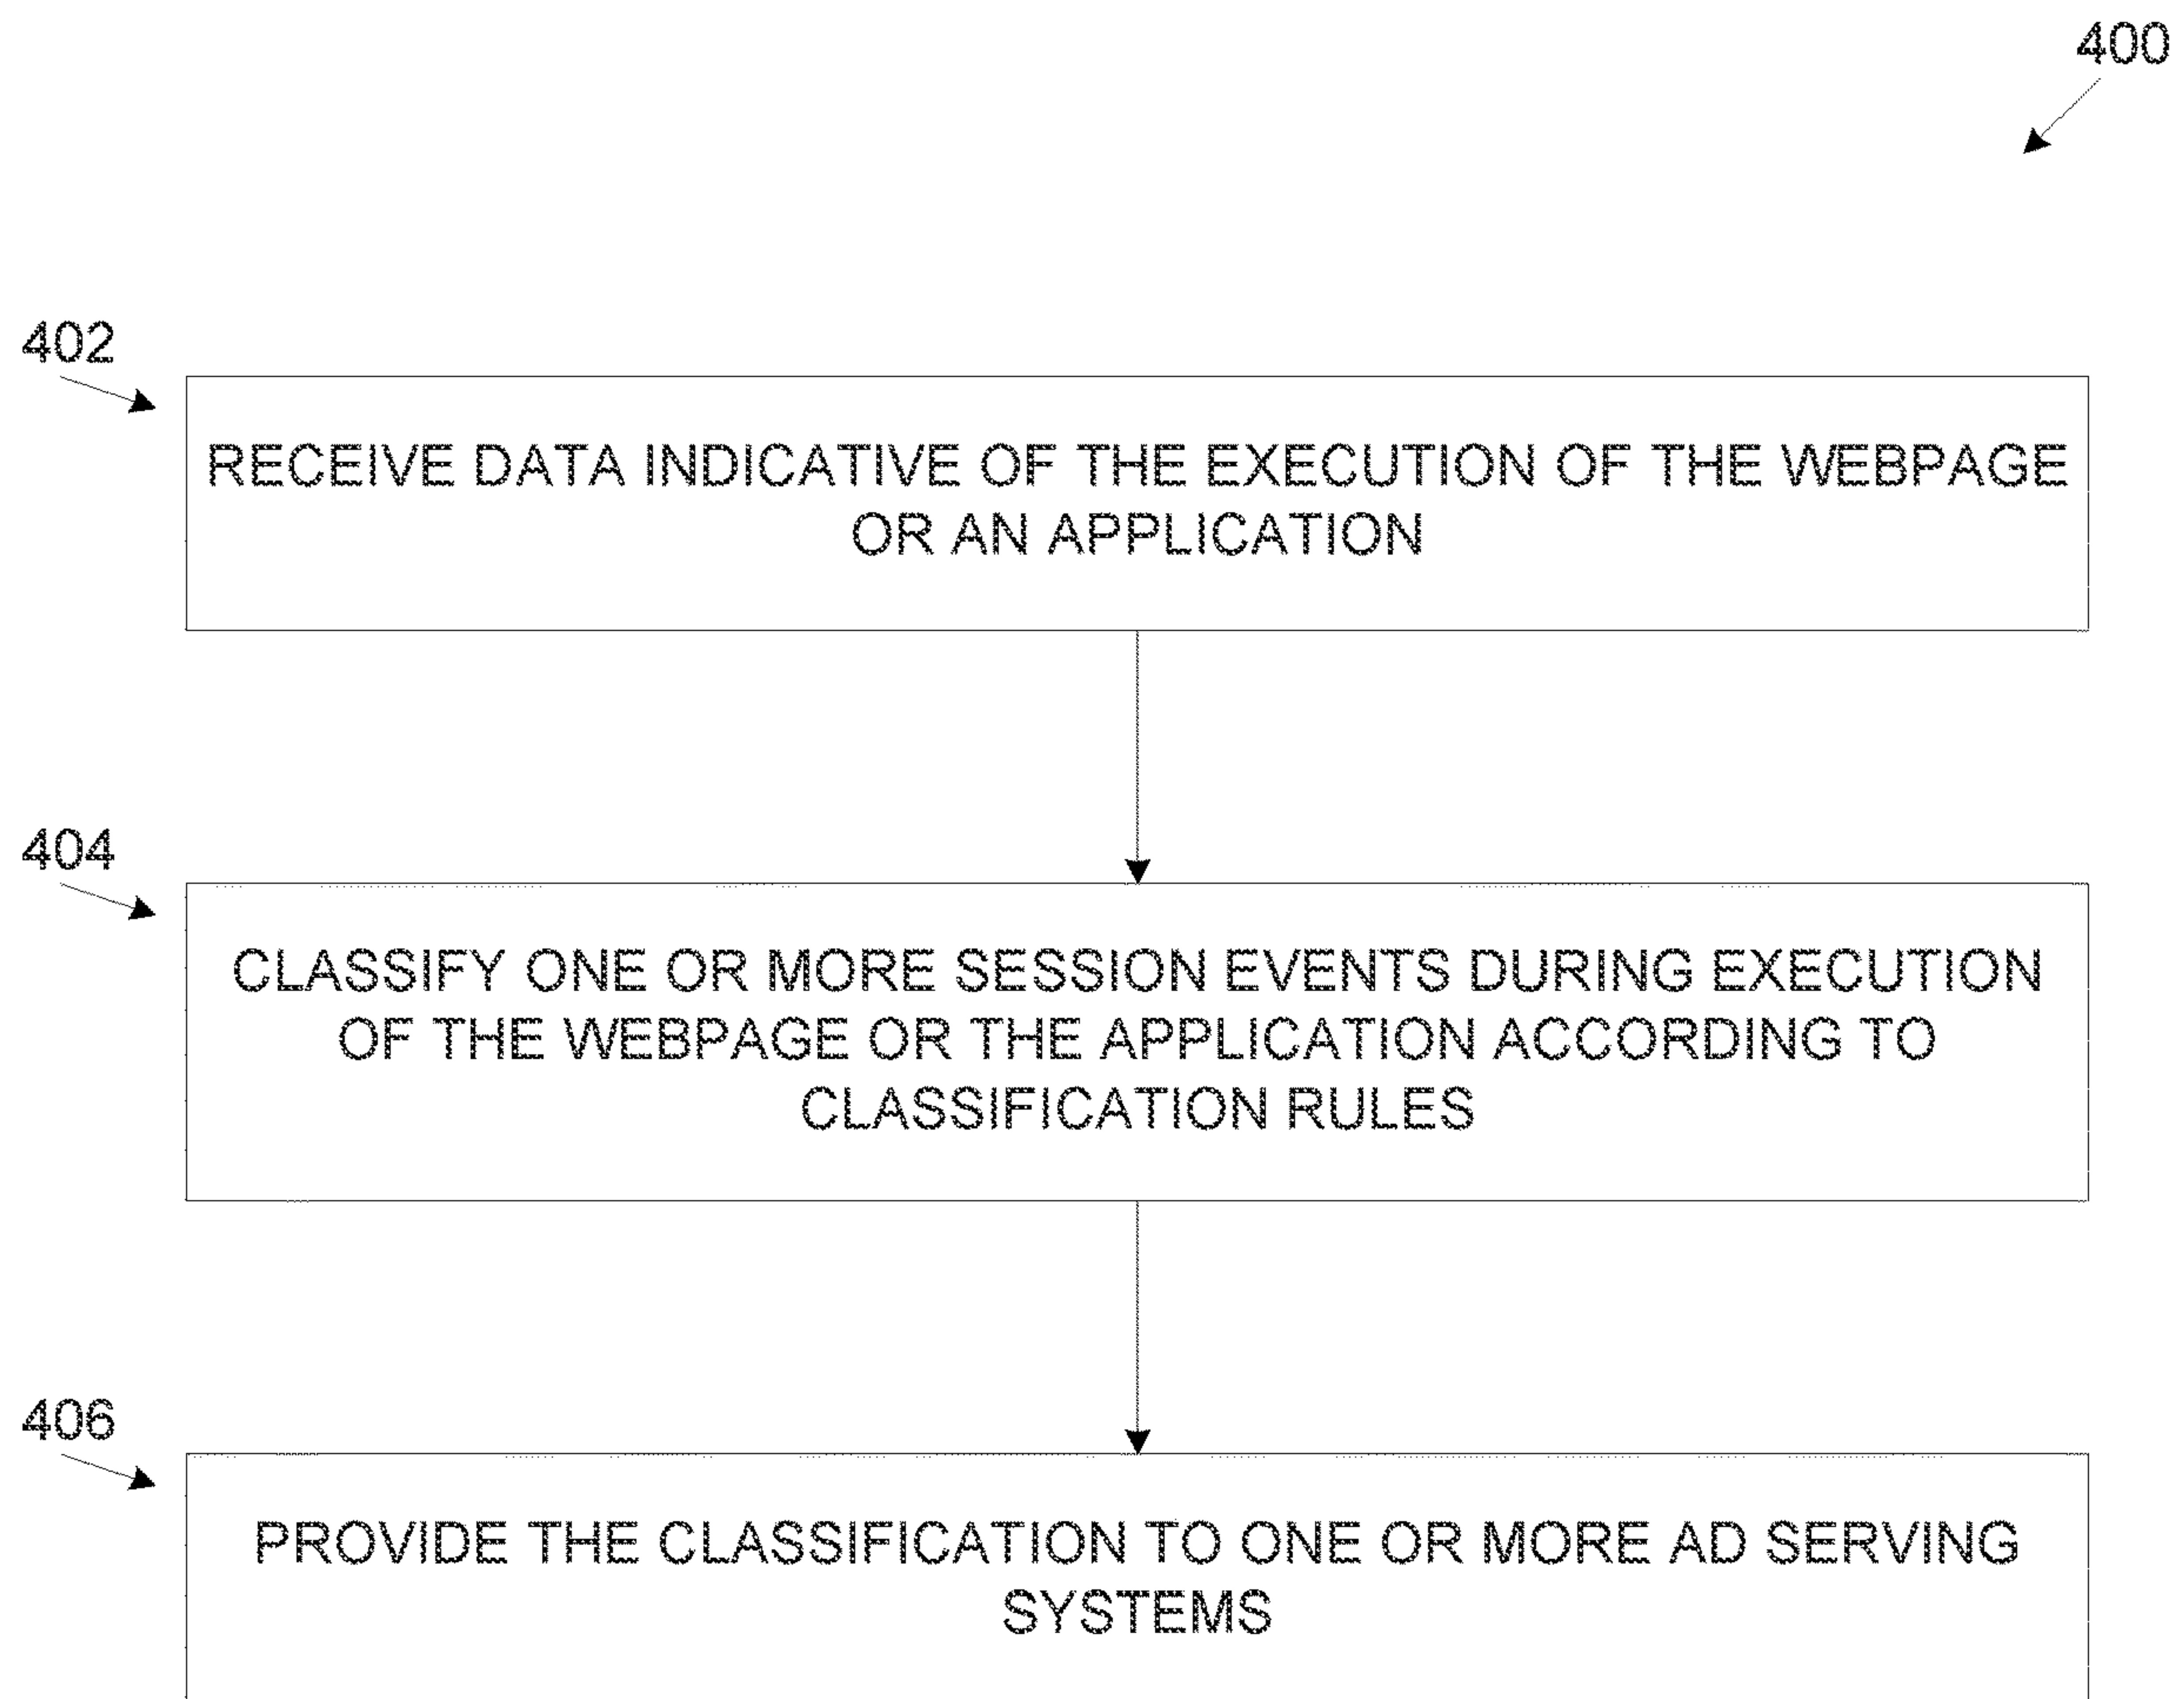 400
402
RECEIVE DATA INDICATIVE OF THE EXECUTION OF THE WEBPAGE
OR AN APPLICATION
404
CLASSIFY ONE OR MORE SESSION EVENTS DURING EXECUTION
OF THE WEBPAGE OR THE APPLICATION ACCORDING TO
CLASSIFICATION RULES
406
PROVIDE THE CLASSIFICATION TO ONE OR MORE AD SERVING
SYSTEMS